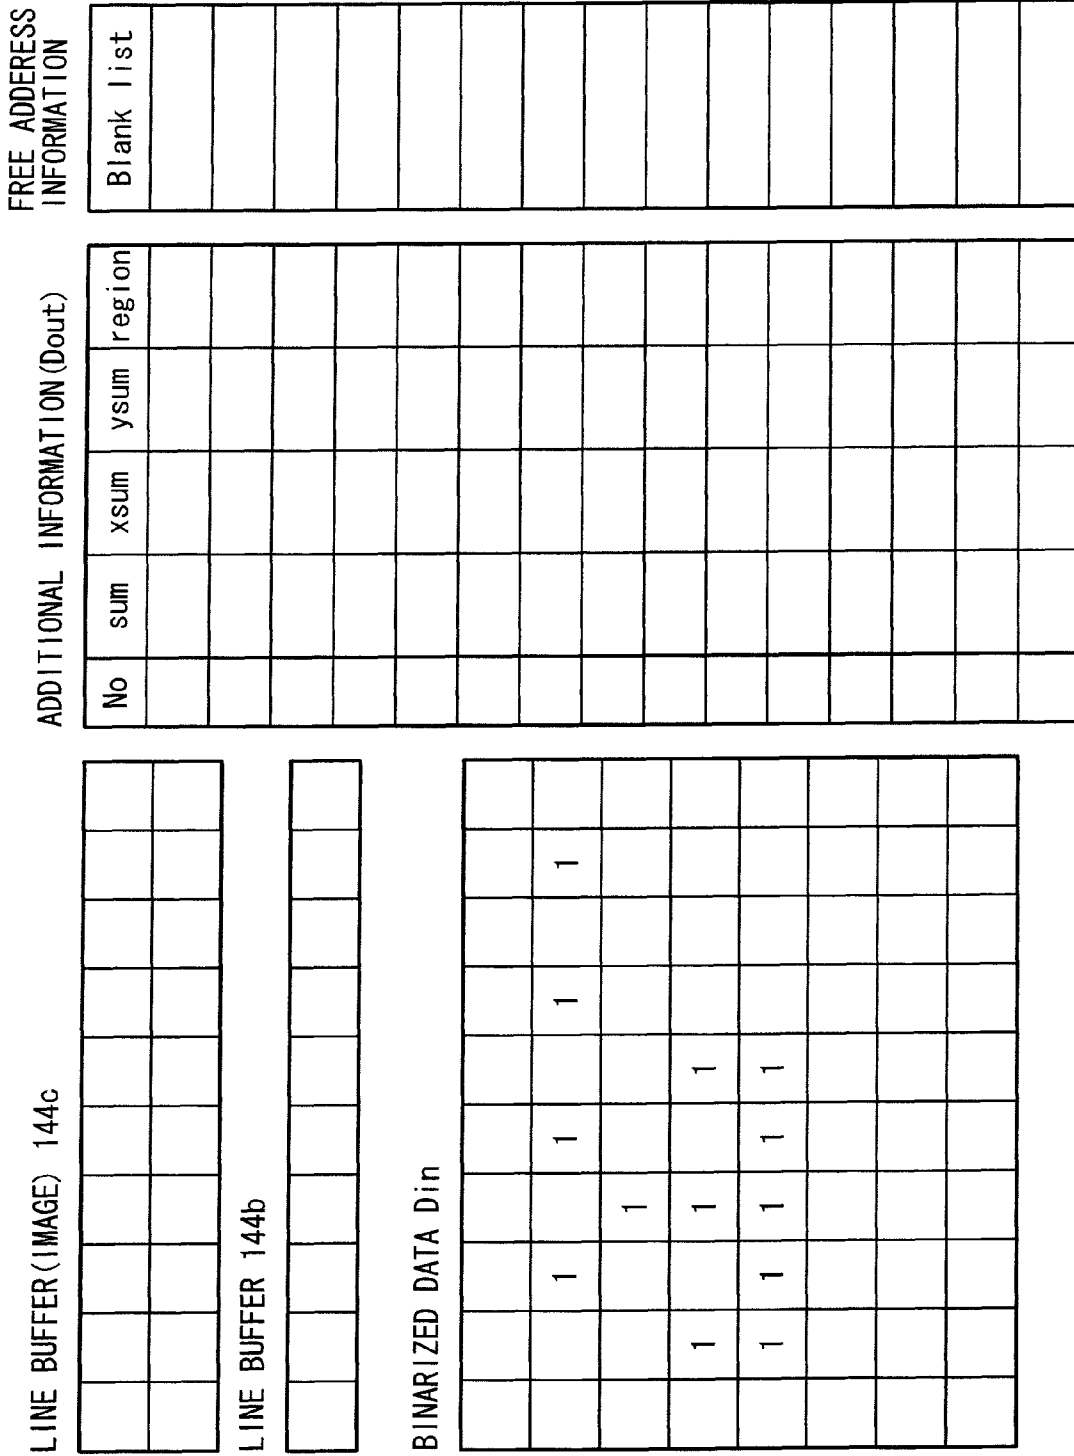 LINE BUFFER(IMAGE) 144c
LINE BUFFER 144b
BINARIZED DATA Din
1 1 1 1
1
1 1 1
1 1 1 1 1
ADDITIONAL INFORMATION(Dout)
No sum xsum ysum region
FREE ADDERESS
INFORMATION
Blank list